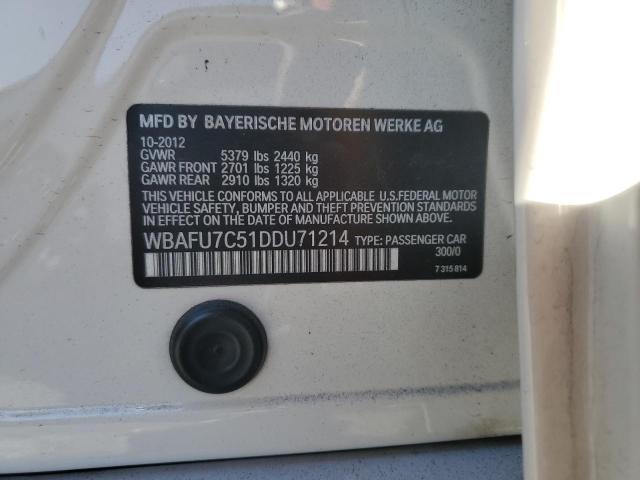 MFD BY BAYERISCHE MOTOREN WERKE AG
10-2012
GVWR 5379 lbs 2440 kg
GAWR FRONT 2701 lbs 1225 kg
GAWR REAR 2910 lbs 1320 kg
THIS VEHICLE CONFORMS TO ALL APPLICABLE U.S.FEDERAL MOTOR
VEHICLE SAFETY, BUMPER AND THEFT PREVENTION STANDARDS
IN EFFECT ON THE DATE OF MANUFACTURE SHOWN ABOVE.
WBAFU7C51DDU71214 TYPE: PASSENGER CAR
300/0
7 315 814